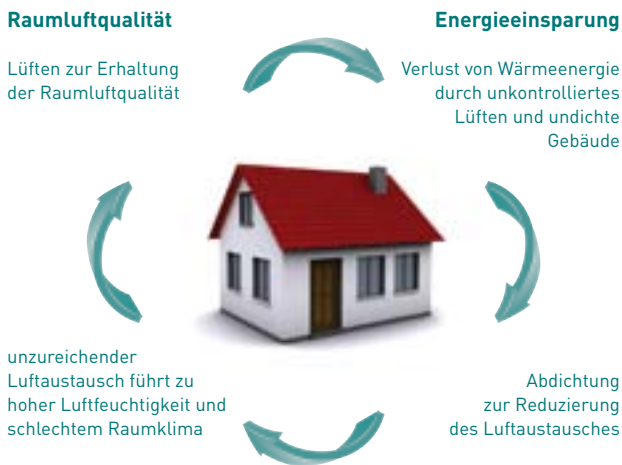 Raumluftqualität
Lüften zur Erhaltung
der Raumluftqualität
Energieeinsparung
Verlust von Wärmeenergie
durch unkontrolliertes
Lüften und undichte
Gebäude
Abdichtung
zur Reduzierung
des Luftaustausches
unzureichender
Luftaustausch führt zu
hoher Luftfeuchtigkeit und
schlechtem Raumklima